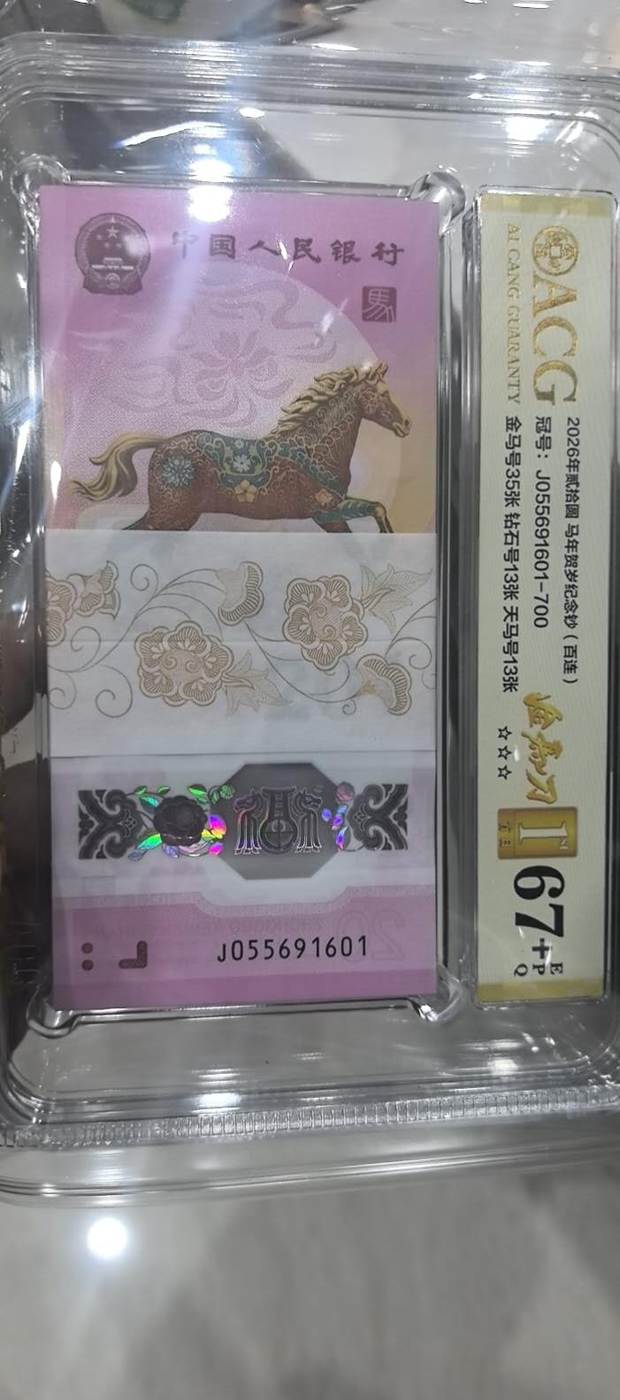 中国人民银行
馬
J055691601
ACG
AI CANG GUARANTY
2026年贰拾圆 马年贺岁纪念钞（百连）
冠号：J055691601-700
金马号35张 钻石号13张 天马号13张
☆☆☆
67+
EPQ